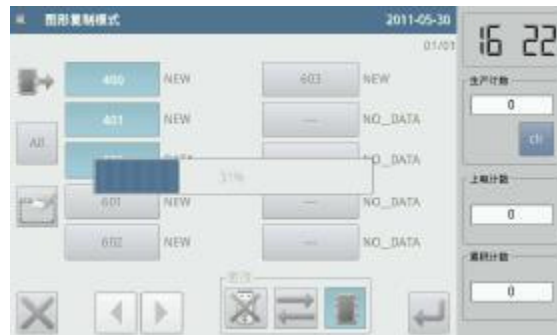 图形复制模式 2011-05-30
01/01
16 22
400 NEW 603 NEW
生产计数
0
401 NEW --- NO_DATA
All
clr
NO_DATA
31%
上电计数
601 NEW --- NO_DATA
0
602 NEW --- NO_DATA
累积计数
0